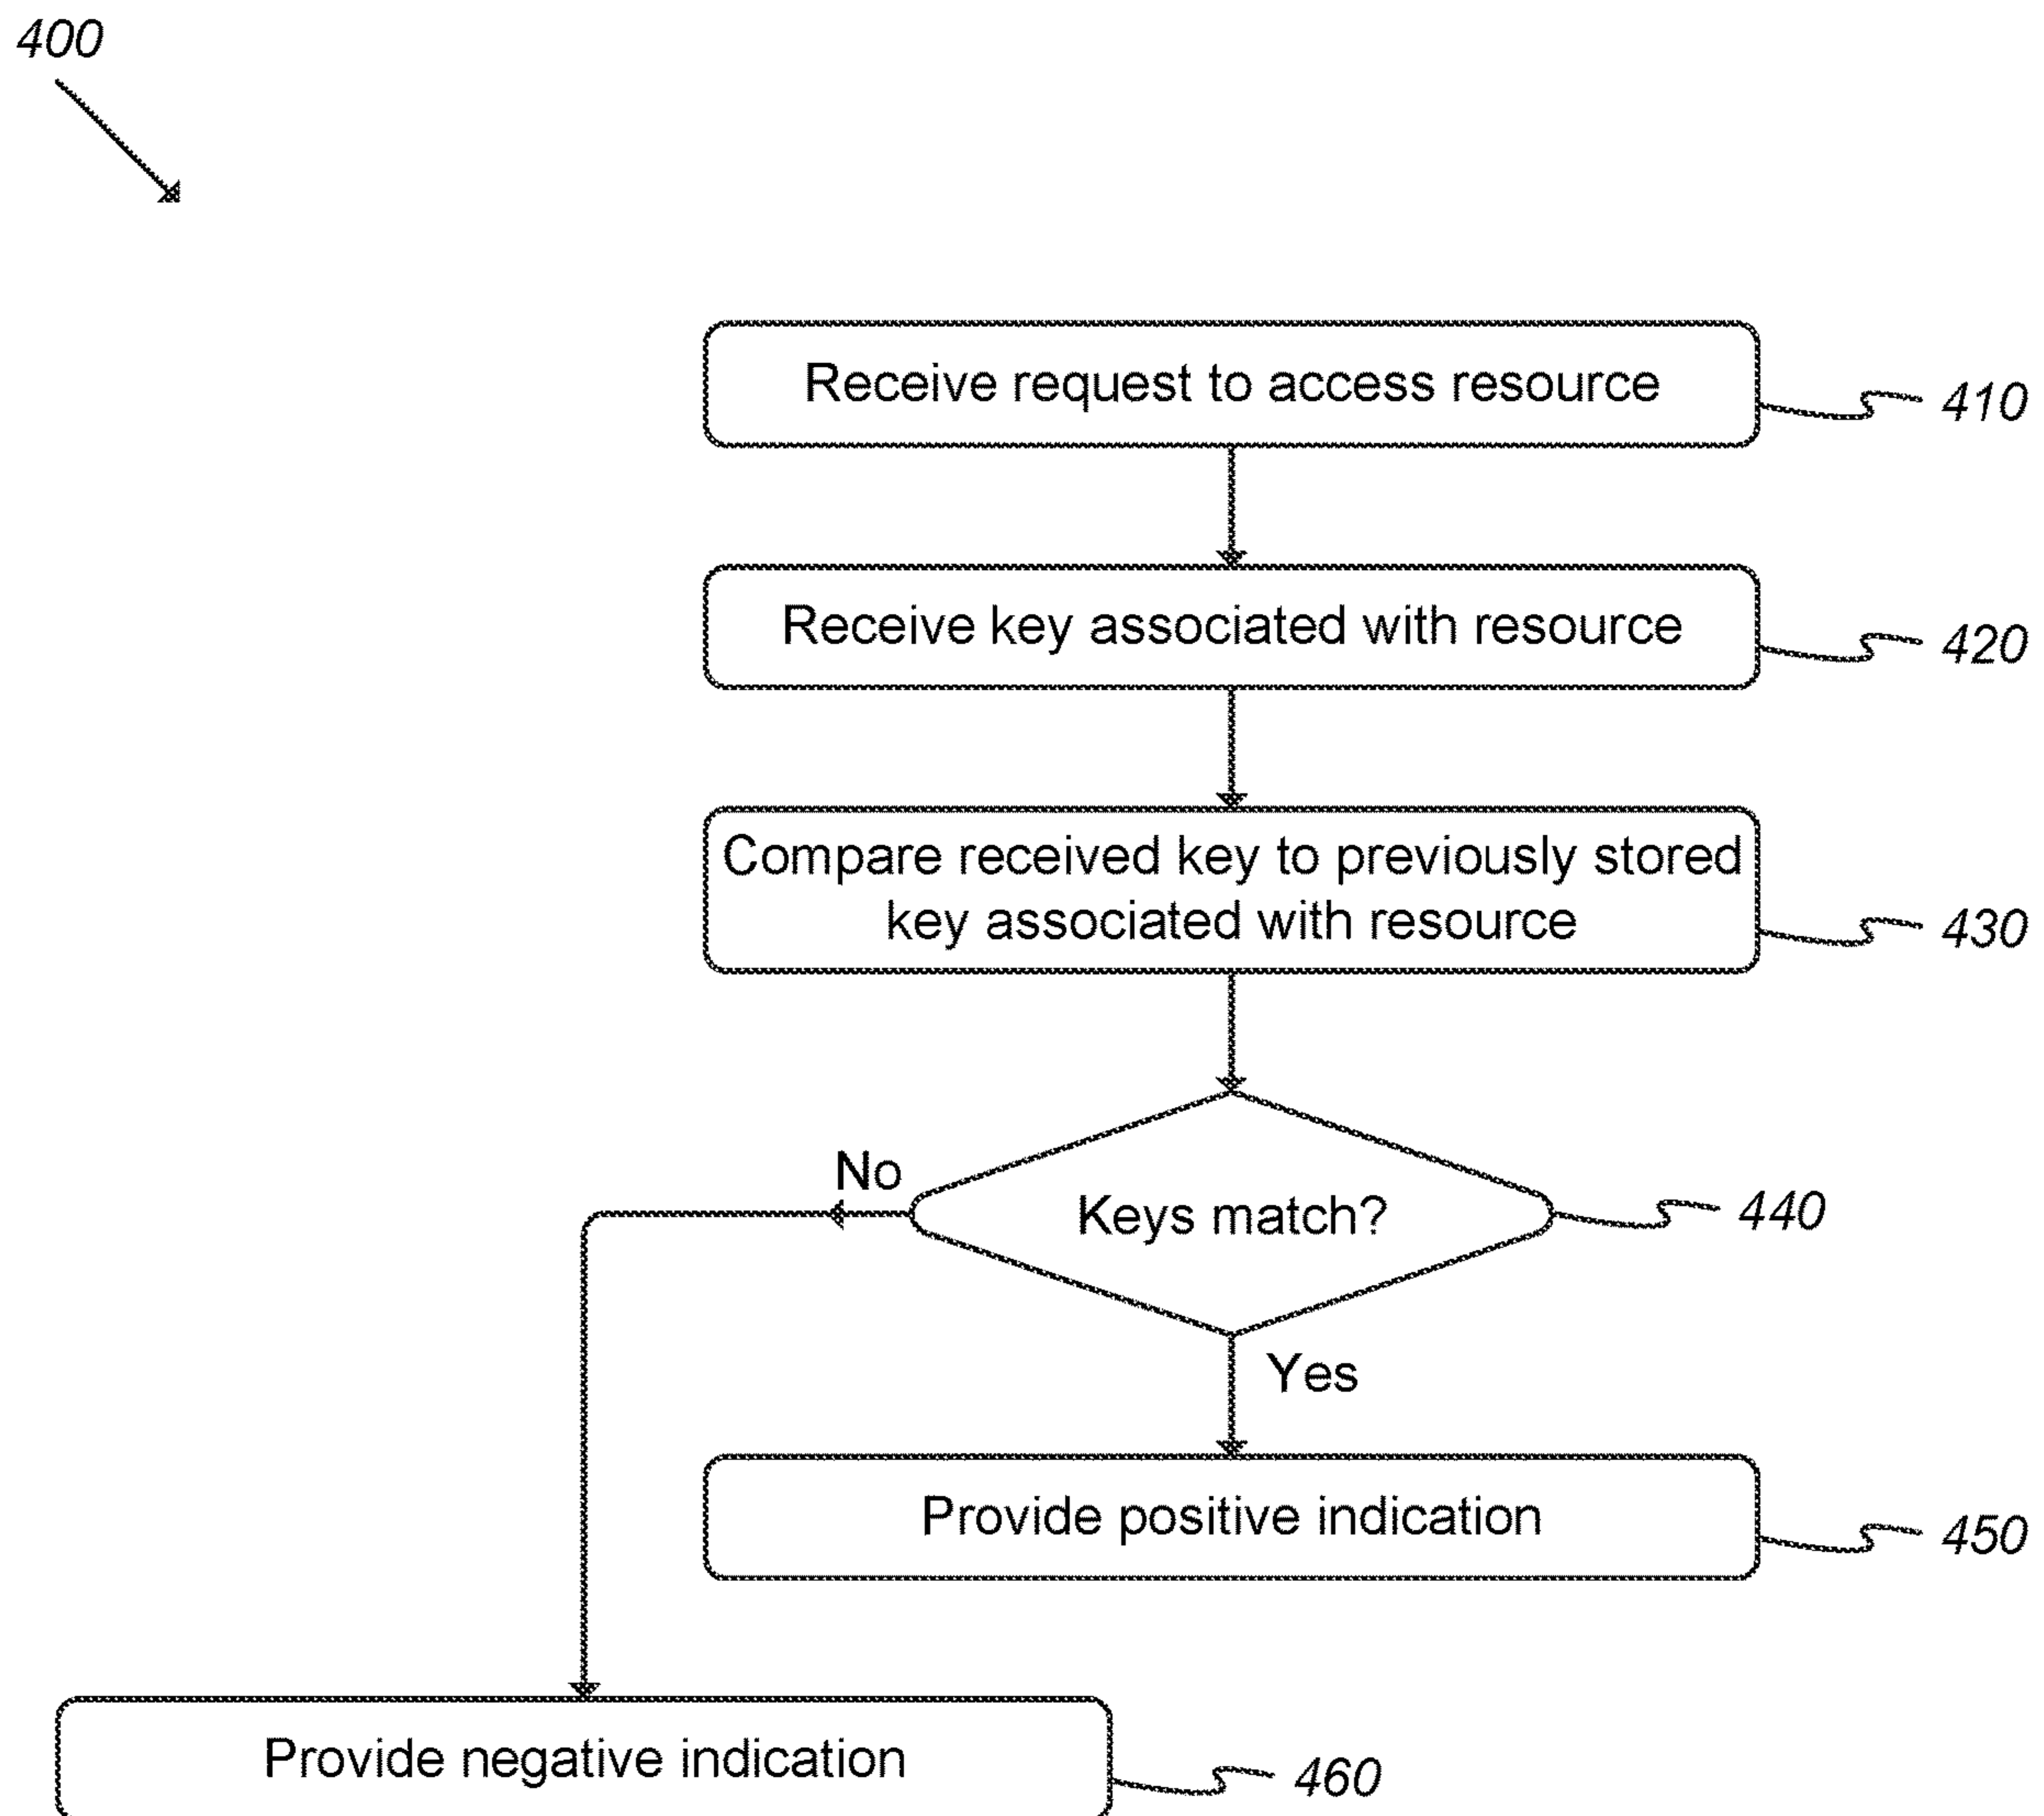 400
Receive request to access resource
410
Receive key associated with resource
420
Compare received key to previously stored
key associated with resource
430
No
Keys match?
440
Yes
Provide positive indication
450
Provide negative indication
460